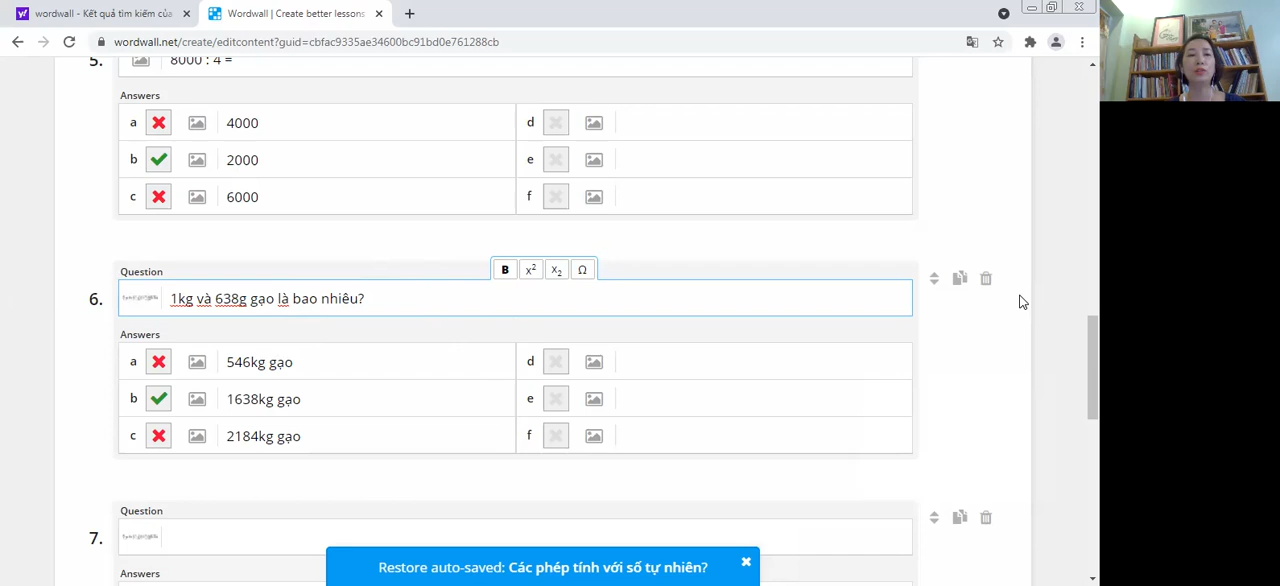 wordwall - Kết quả tìm kiếm củ
Wordwall | Create better lessons
wordwall.net/create/editcontent?guid=cbfac9335ae34600bc91bd0e761288cb
5. 8000 : 4 =
Answers
a 4000 d
b 2000 e
c 6000 f
Question
B x² x₂ Ω
6. 1kg và 638g gạo là bao nhiêu?
Answers
a 546kg gạo d
b 1638kg gạo e
c 2184kg gạo f
Question
7.
Restore auto-saved: Các phép tính với số tự nhiên?
Answers